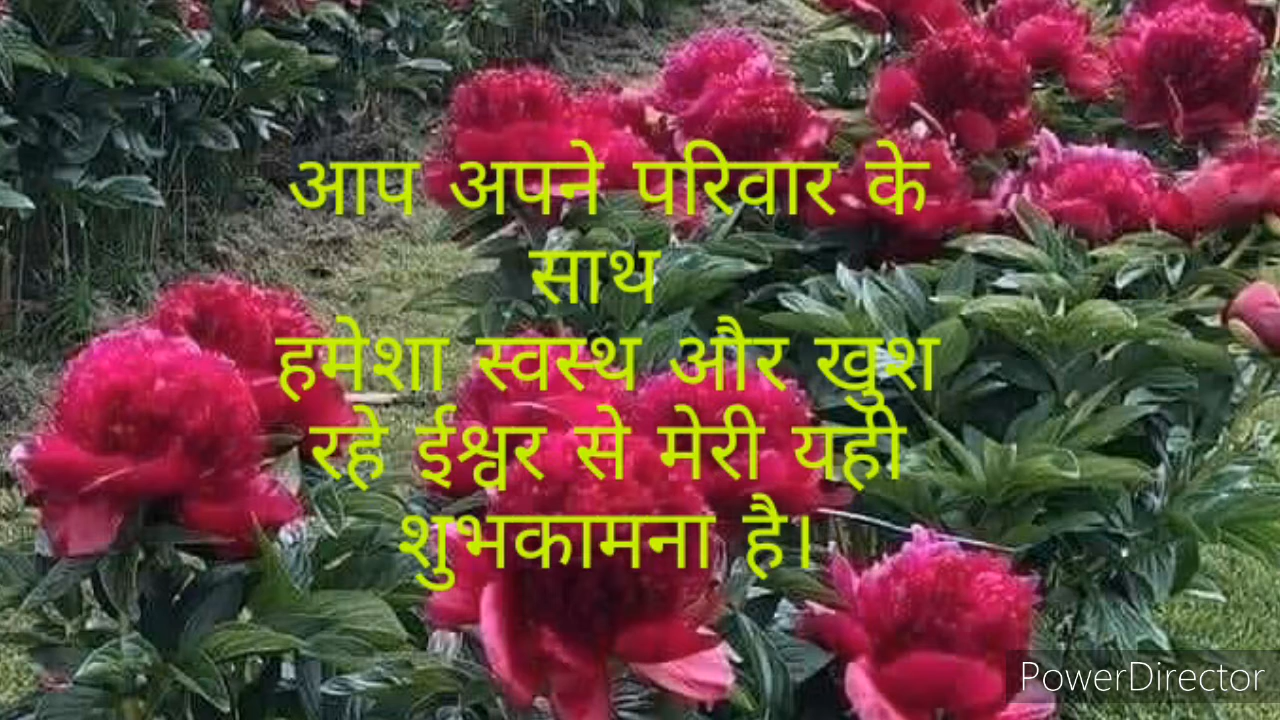 आप अपने परिवार के
साथ
हमेशा स्वस्थ और खुश
रहे ईश्वर से मेरी यही
शुभकामना है।
PowerDirector